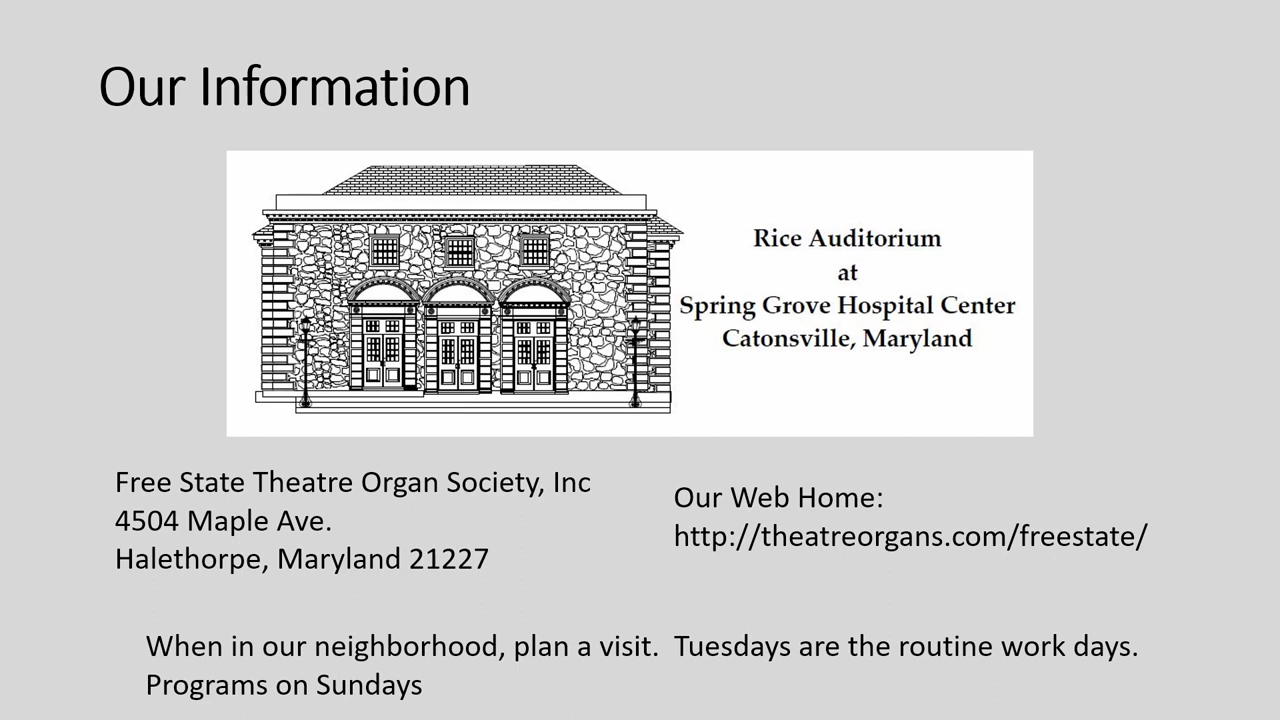 Our Information
Rice Auditorium
at
Spring Grove Hospital Center
Catonsville, Maryland
Free State Theatre Organ Society, Inc
4504 Maple Ave.
Halethorpe, Maryland 21227
Our Web Home:
http://theatreorgans.com/freestate/
When in our neighborhood, plan a visit.  Tuesdays are the routine work days.
Programs on Sundays